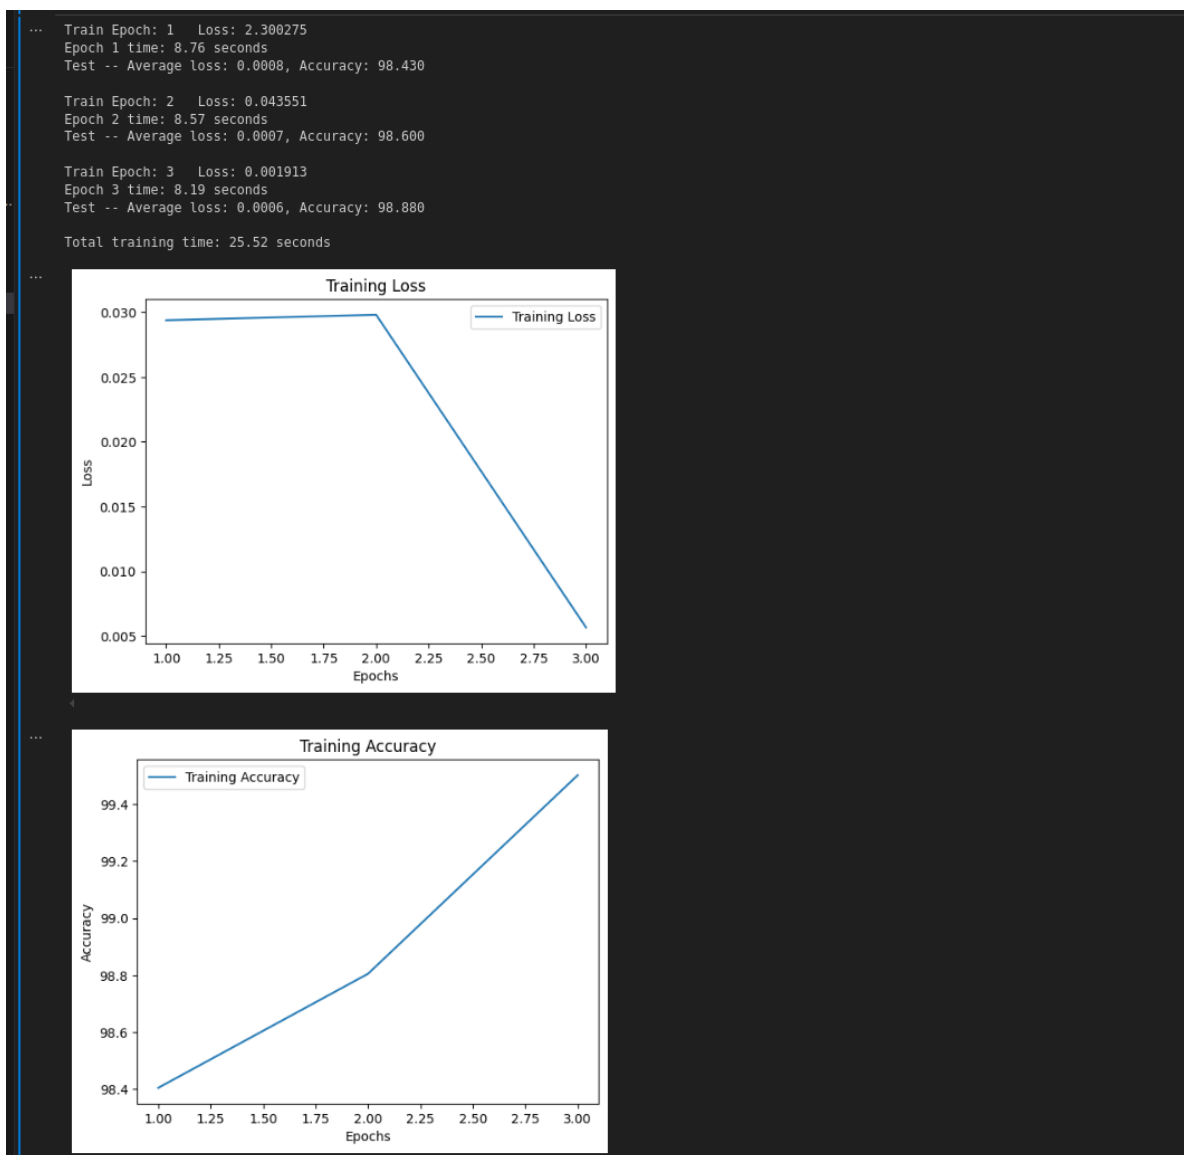 Train Epoch: 1   Loss: 2.300275
Epoch 1 time: 8.76 seconds
Test -- Average loss: 0.0008, Accuracy: 98.430
Train Epoch: 2   Loss: 0.043551
Epoch 2 time: 8.57 seconds
Test -- Average loss: 0.0007, Accuracy: 98.600
Train Epoch: 3   Loss: 0.001913
Epoch 3 time: 8.19 seconds
Test -- Average loss: 0.0006, Accuracy: 98.880
Total training time: 25.52 seconds
Training Loss
Training Loss
0.030
0.025
0.020
0.015
0.010
0.005
Loss
1.00 1.25 1.50 1.75 2.00 2.25 2.50 2.75 3.00
Epochs
Training Accuracy
Training Accuracy
99.4
99.2
99.0
98.8
98.6
98.4
Accuracy
1.00 1.25 1.50 1.75 2.00 2.25 2.50 2.75 3.00
Epochs